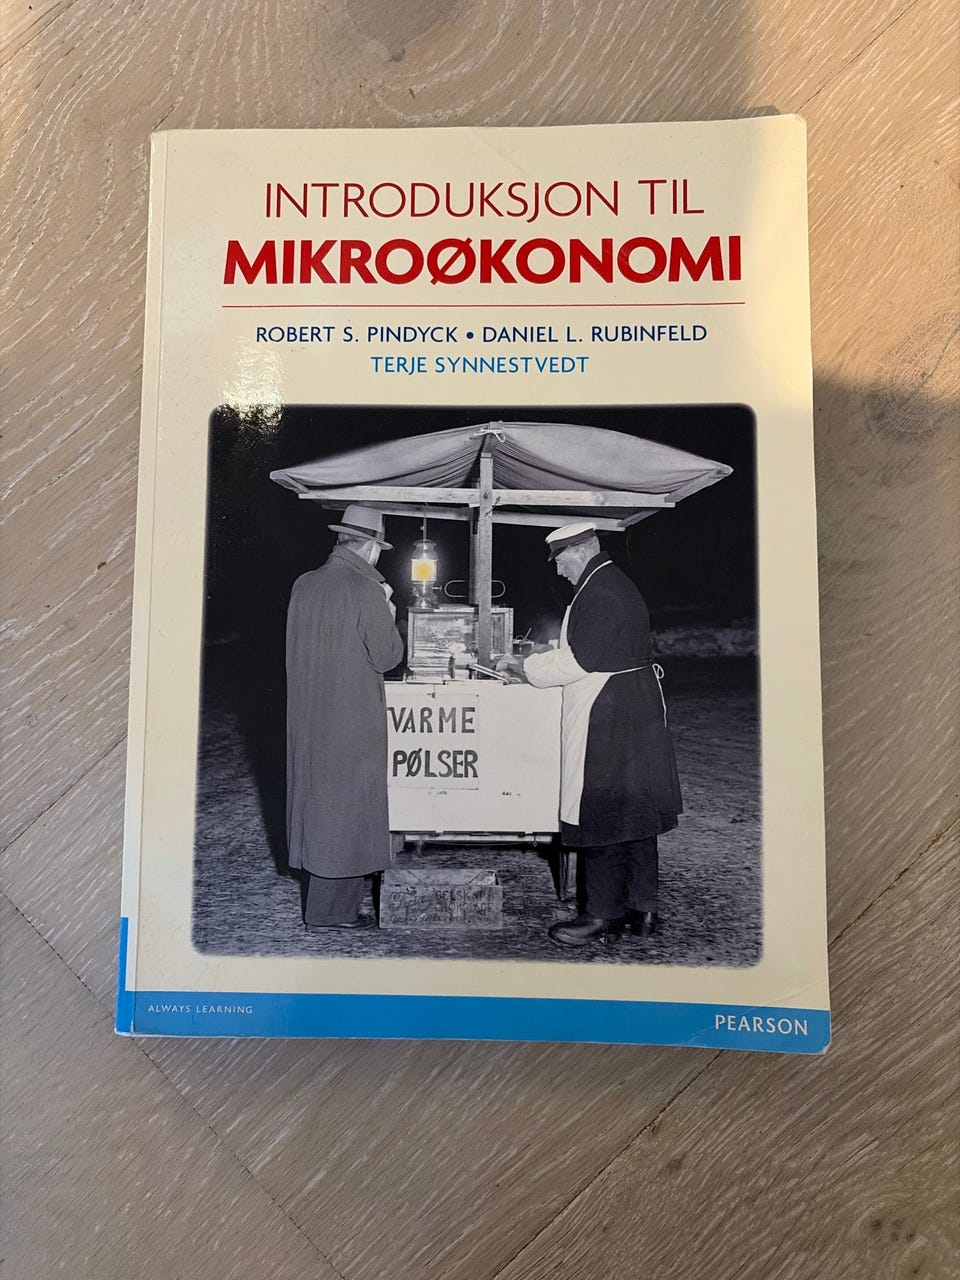 INTRODUKSJON TIL
MIKROØKONOMI
ROBERT S. PINDYCK • DANIEL L. RUBINFELD
TERJE SYNNESTVEDT
VARME
PØLSER
ALWAYS LEARNING
PEARSON